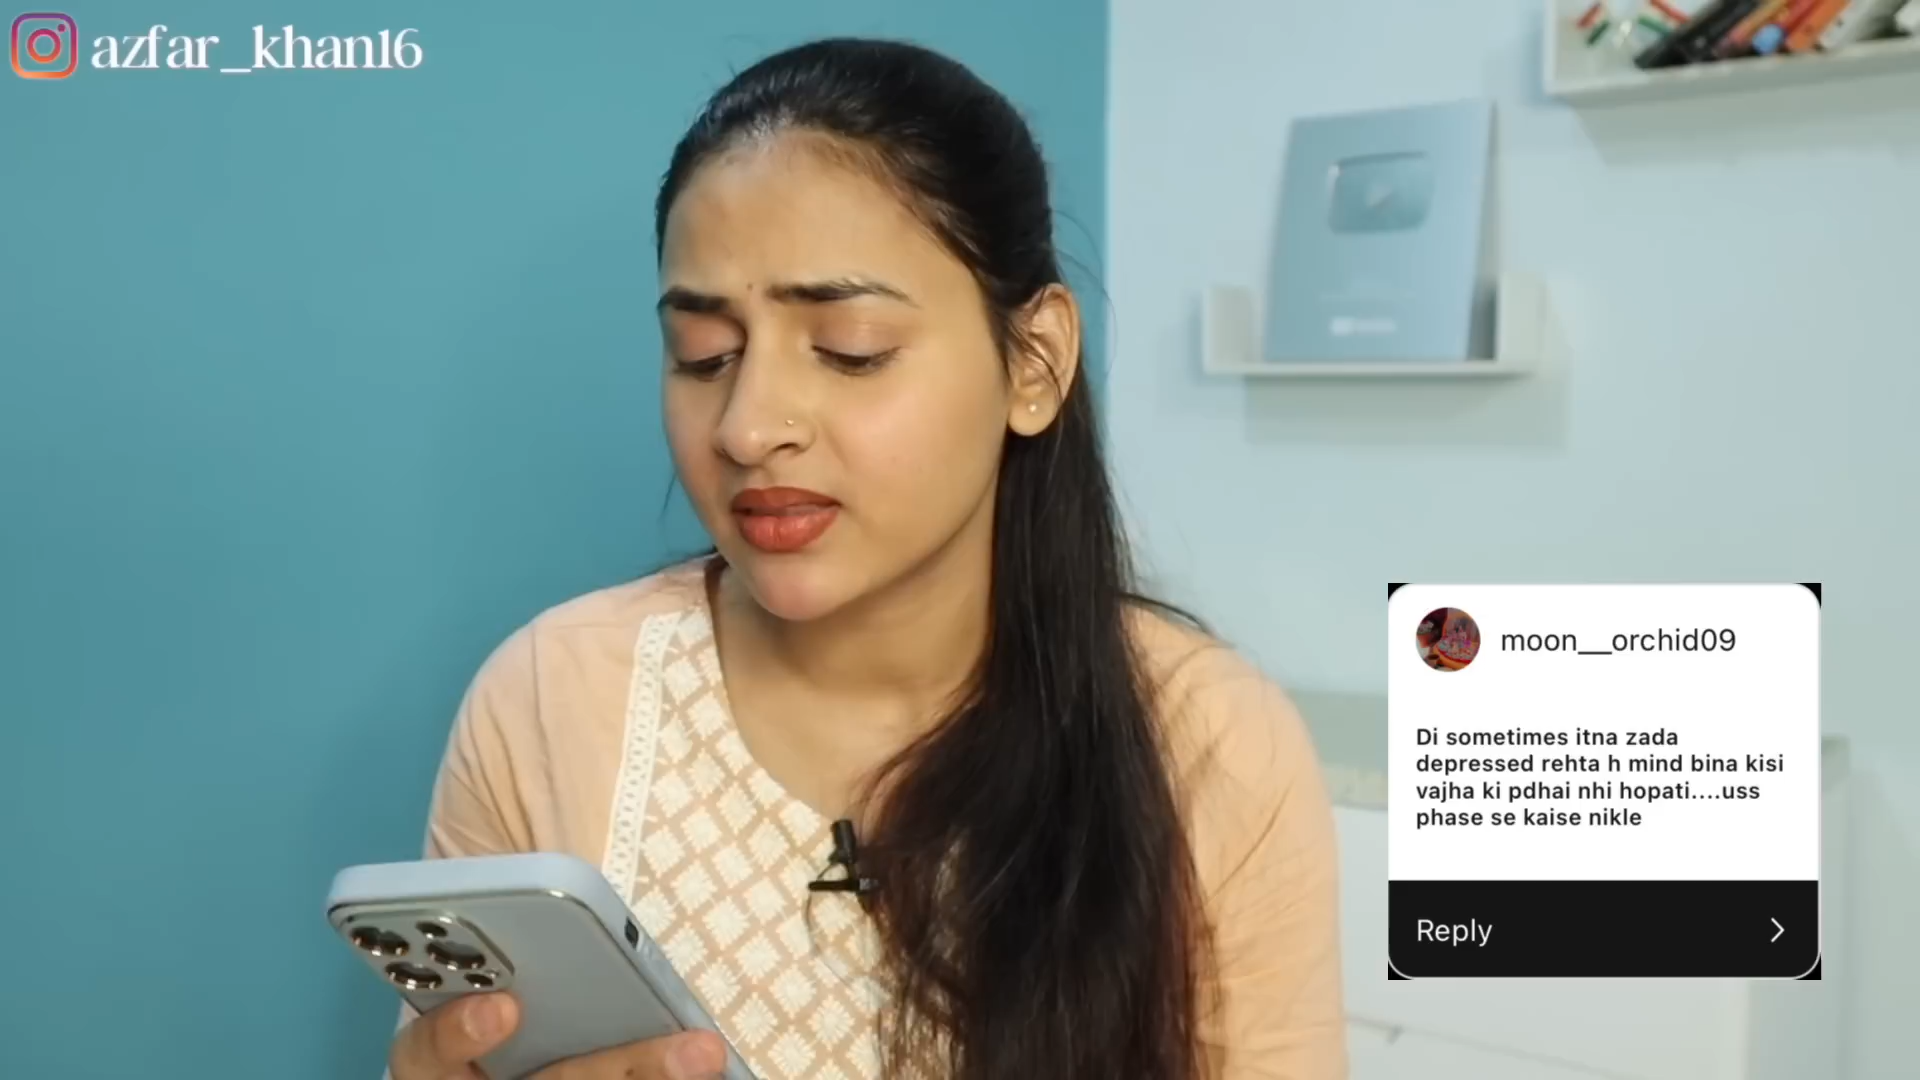 azfar_khan16
moon__orchid09
Di sometimes itna zada
depressed rehta h mind bina kisi
vajha ki pdhai nhi hopati....uss
phase se kaise nikle
Reply